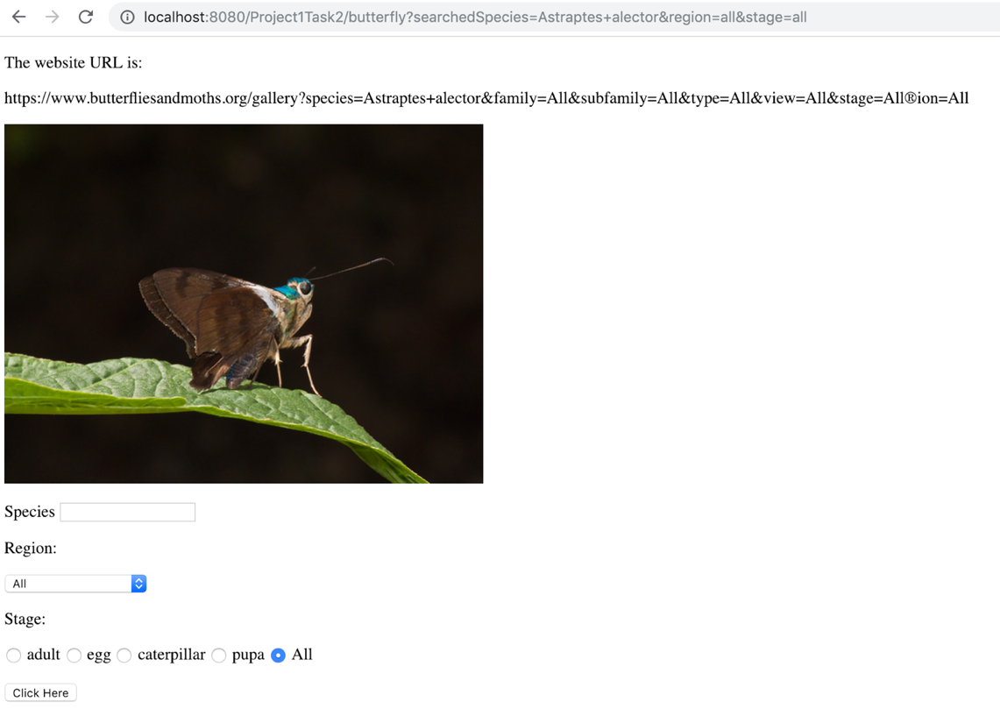 localhost:8080/Project1Task2/butterfly?searchedSpecies=Astraptes+alector&region=all&stage=all
The website URL is:
https://www.butterfliesandmoths.org/gallery?species=Astraptes+alector&family=All&subfamily=All&type=All&view=All&stage=All®ion=All
Species
Region:
All
Stage:
adult egg caterpillar pupa All
Click Here